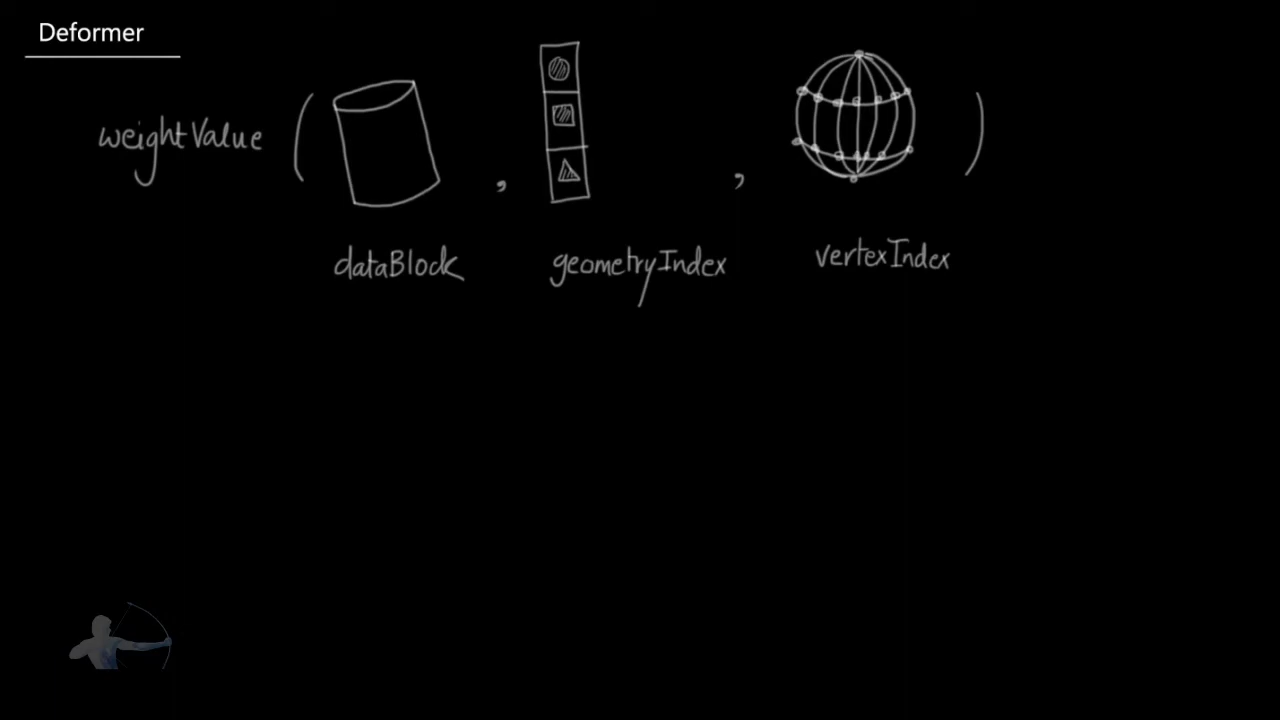 Deformer
weightValue ( , , )
dataBlock geometryIndex vertexIndex